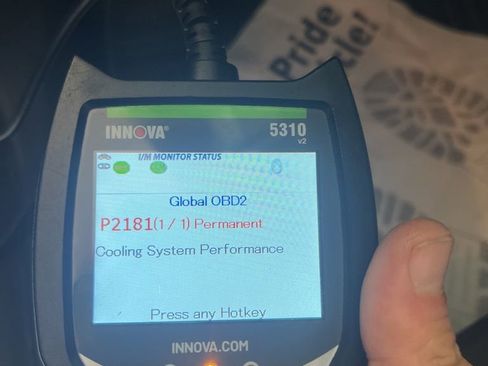 INNOVA®
5310
v2
I/M MONITOR STATUS
Global OBD2
P2181(1 / 1) Permanent
Cooling System Performance
Press any Hotkey
INNOVA.COM
Pride
cle!